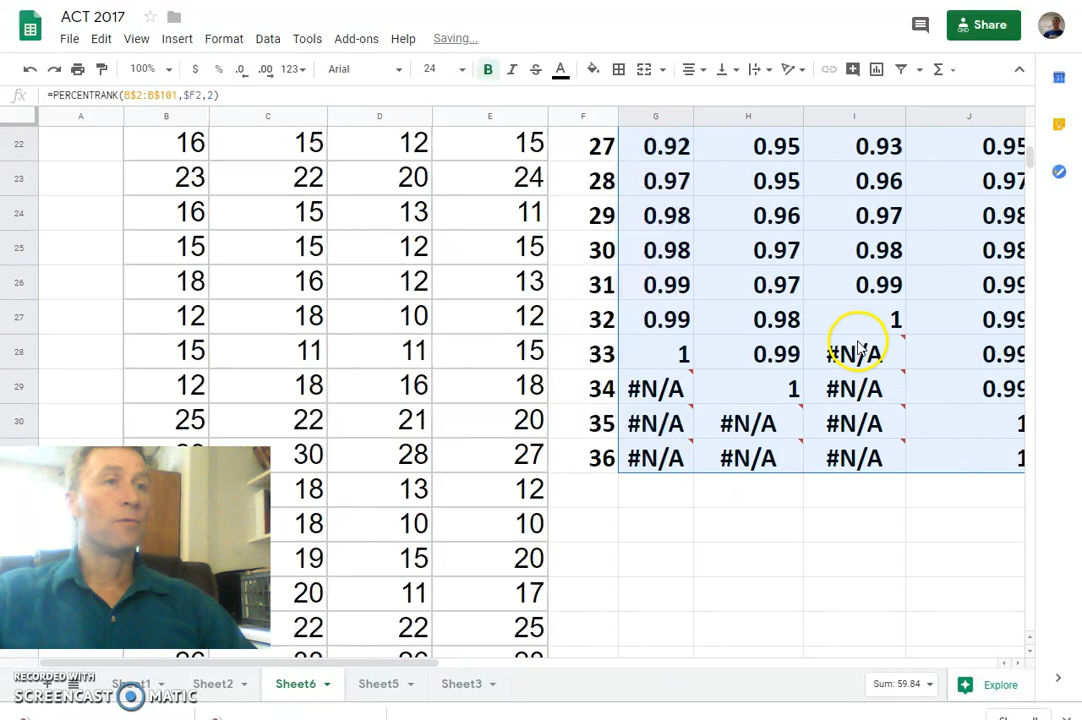 ACT 2017
File Edit View Insert Format Data Tools Add-ons Help Saving...
Share
100% $ % .0 .00 123 Arial 24 B I S A
fx =PERCENTRANK(B$2:B$101,$F2,2)
A B C D E F G H I J
22 16 15 12 15 27 0.92 0.95 0.93 0.95
23 23 22 20 24 28 0.97 0.95 0.96 0.97
24 16 15 13 11 29 0.98 0.96 0.97 0.98
25 15 15 12 15 30 0.98 0.97 0.98 0.98
26 18 16 12 13 31 0.99 0.97 0.99 0.99
27 12 18 10 12 32 0.99 0.98 1 0.99
28 15 11 11 15 33 1 0.99 #N/A 0.99
29 12 18 16 18 34 #N/A 1 #N/A 0.99
30 25 22 21 20 35 #N/A #N/A #N/A 1
30 28 27 36 #N/A #N/A #N/A 1
18 13 12
18 10 10
19 15 20
20 11 17
22 22 25
RECORDED WITH
SCREENCAST MATIC
Sheet1 Sheet2 Sheet6 Sheet5 Sheet3 Sum: 59.84 Explore